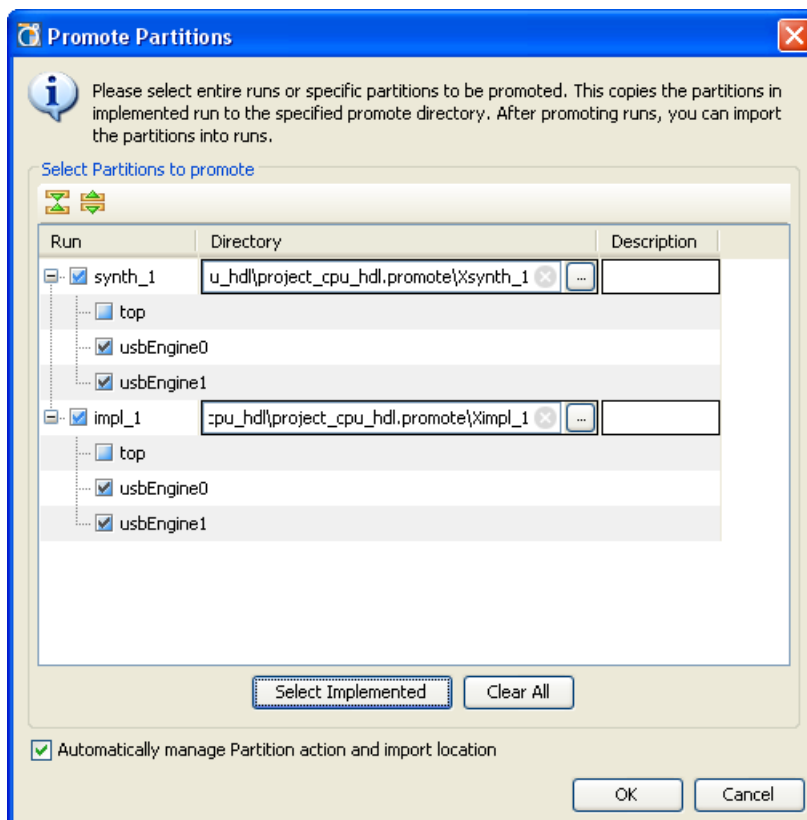 Promote Partitions
Please select entire runs or specific partitions to be promoted. This copies the partitions in
implemented run to the specified promote directory. After promoting runs, you can import
the partitions into runs.
Select Partitions to promote
Run Directory Description
synth_1 u_hdl\project_cpu_hdl.promote\Xsynth_1 ...
top
usbEngine0
usbEngine1
impl_1 cpu_hdl\project_cpu_hdl.promote\Ximpl_1 ...
top
usbEngine0
usbEngine1
Select Implemented Clear All
Automatically manage Partition action and import location
OK Cancel